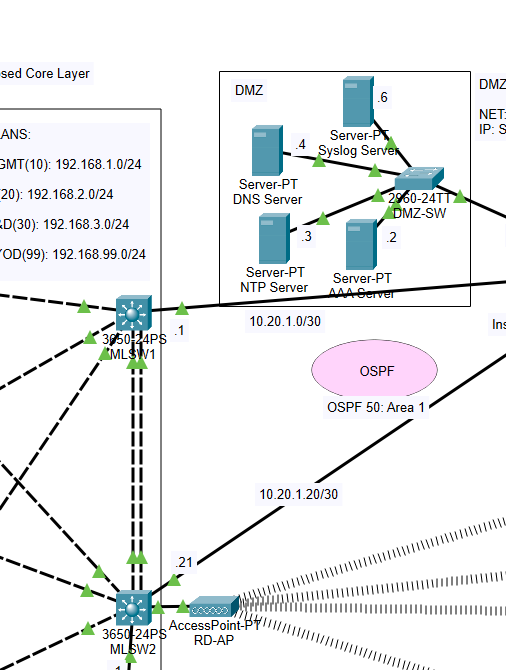 sed Core Layer
DMZ
DMZ
NET:
IP: S
ANS:
GMT(10): 192.168.1.0/24
(20): 192.168.2.0/24
&D(30): 192.168.3.0/24
YOD(99): 192.168.99.0/24
.6
Server-PT
Syslog Server
.4
Server-PT
DNS Server
2960-24TT
DMZ-SW
.3
Server-PT
NTP Server
.2
Server-PT
AAA Server
.1
3650-24PS
MLSW1
10.20.1.0/30
Ins
OSPF
OSPF 50: Area 1
10.20.1.20/30
.21
3650-24PS
MLSW2
AccessPoint-PT
RD-AP
.1